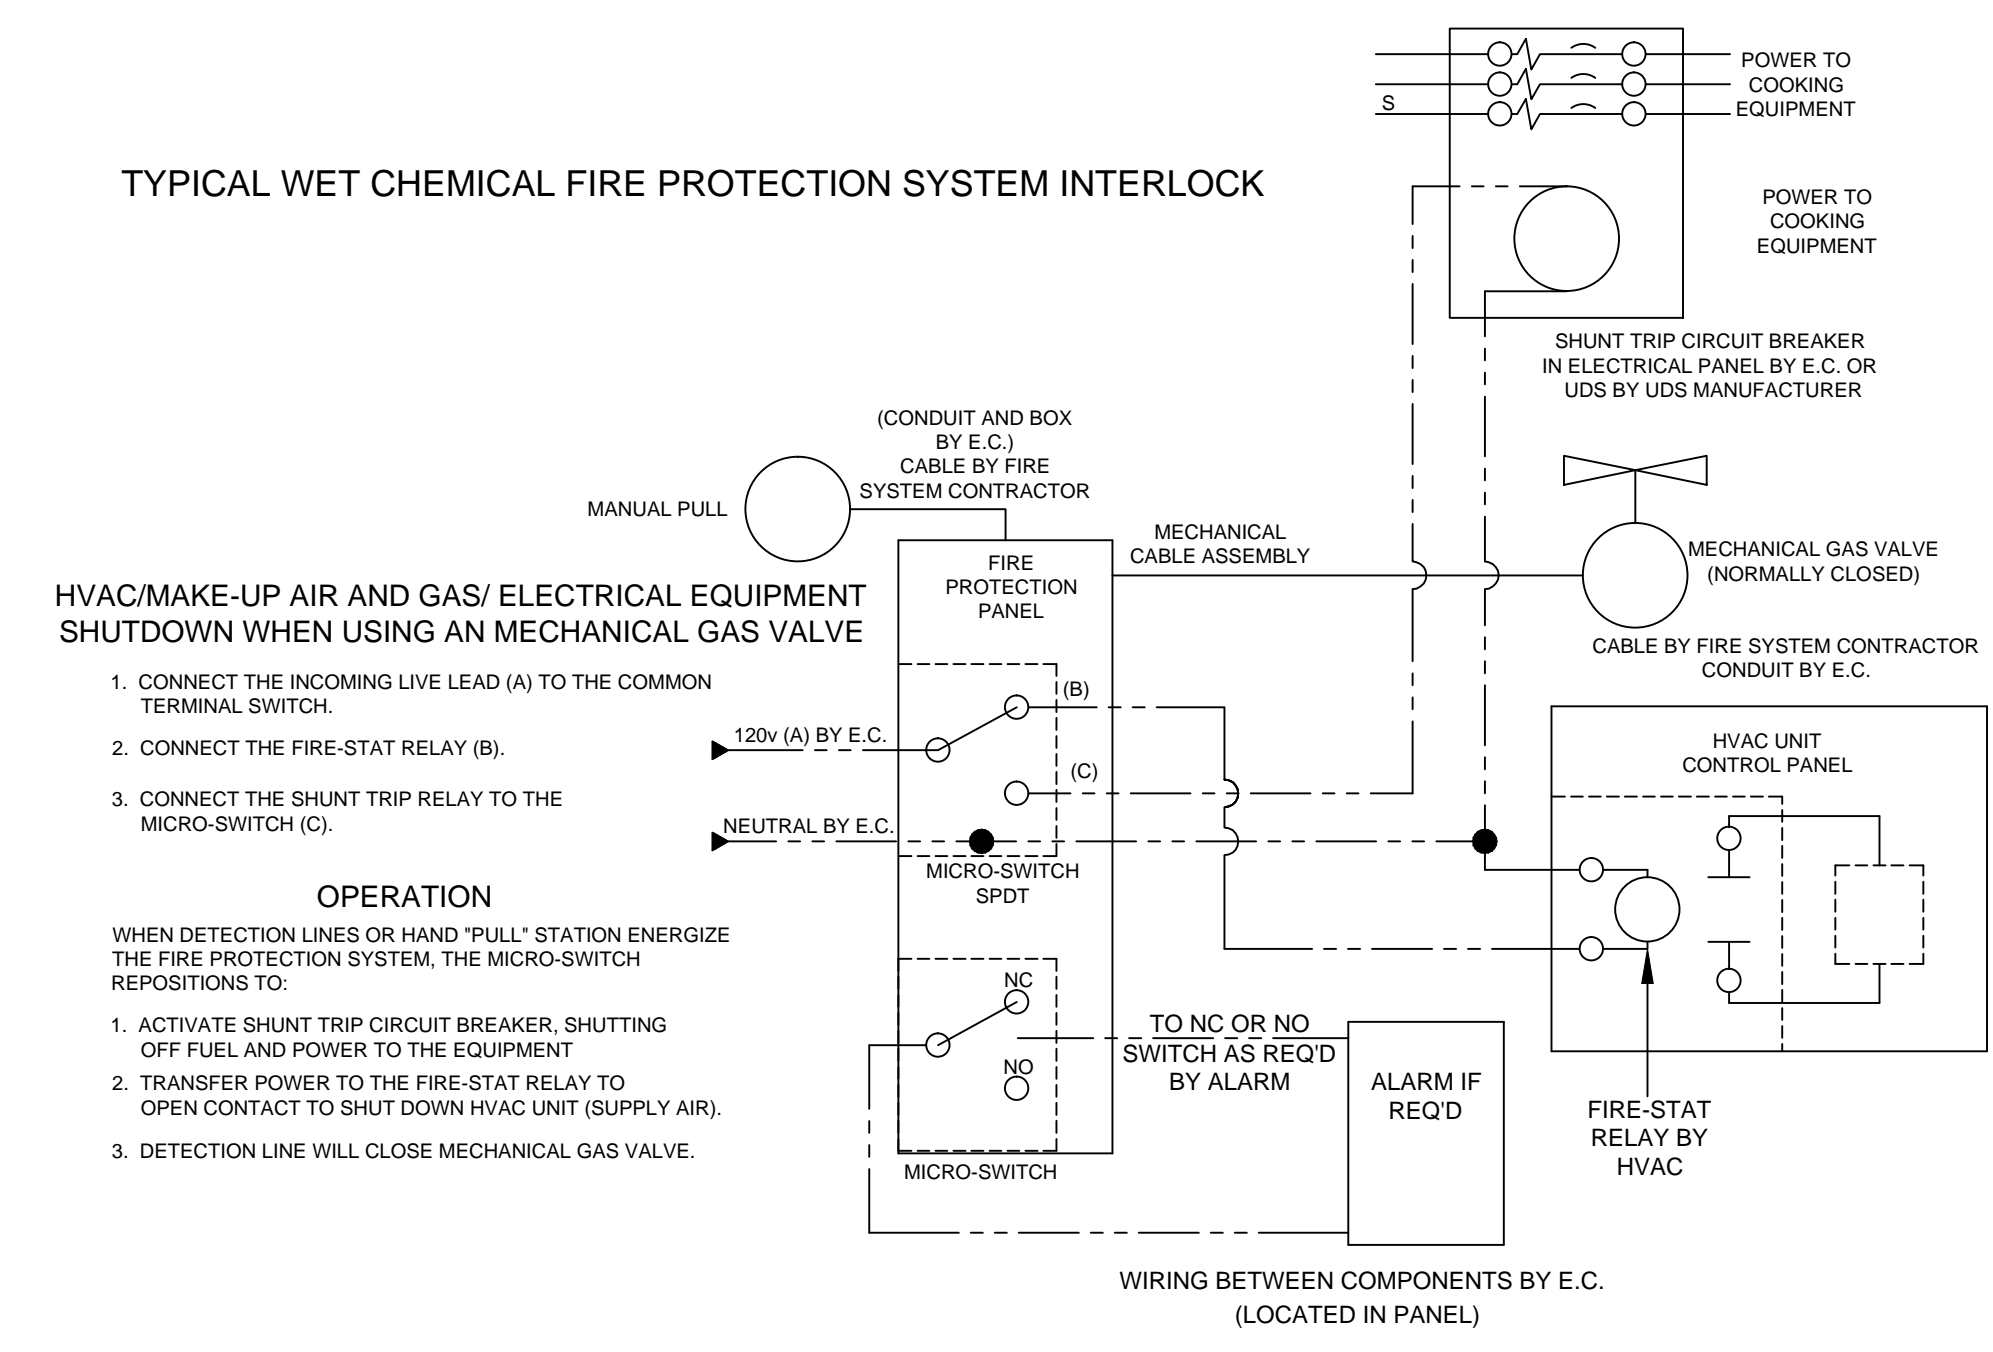 POWER TO
COOKING
EQUIPMENT
S
TYPICAL WET CHEMICAL FIRE PROTECTION SYSTEM INTERLOCK
POWER TO
COOKING
EQUIPMENT
SHUNT TRIP CIRCUIT BREAKER
IN ELECTRICAL PANEL BY E.C. OR
UDS BY UDS MANUFACTURER
(CONDUIT AND BOX
BY E.C.)
CABLE BY FIRE
SYSTEM CONTRACTOR
MANUAL PULL
MECHANICAL
CABLE ASSEMBLY
MECHANICAL GAS VALVE
(NORMALLY CLOSED)
CABLE BY FIRE SYSTEM CONTRACTOR
CONDUIT BY E.C.
FIRE
PROTECTION
PANEL
HVAC/MAKE-UP AIR AND GAS/ ELECTRICAL EQUIPMENT
SHUTDOWN WHEN USING AN MECHANICAL GAS VALVE
1. CONNECT THE INCOMING LIVE LEAD (A) TO THE COMMON
TERMINAL SWITCH.
2. CONNECT THE FIRE-STAT RELAY (B).
3. CONNECT THE SHUNT TRIP RELAY TO THE
MICRO-SWITCH (C).
120v (A) BY E.C.
(B)
(C)
NEUTRAL BY E.C.
MICRO-SWITCH
SPDT
HVAC UNIT
CONTROL PANEL
OPERATION
WHEN DETECTION LINES OR HAND "PULL" STATION ENERGIZE
THE FIRE PROTECTION SYSTEM, THE MICRO-SWITCH
REPOSITIONS TO:
1. ACTIVATE SHUNT TRIP CIRCUIT BREAKER, SHUTTING
OFF FUEL AND POWER TO THE EQUIPMENT
2. TRANSFER POWER TO THE FIRE-STAT RELAY TO
OPEN CONTACT TO SHUT DOWN HVAC UNIT (SUPPLY AIR).
3. DETECTION LINE WILL CLOSE MECHANICAL GAS VALVE.
NC
NO
MICRO-SWITCH
TO NC OR NO
SWITCH AS REQ'D
BY ALARM
ALARM IF
REQ'D
FIRE-STAT
RELAY BY
HVAC
WIRING BETWEEN COMPONENTS BY E.C.
(LOCATED IN PANEL)